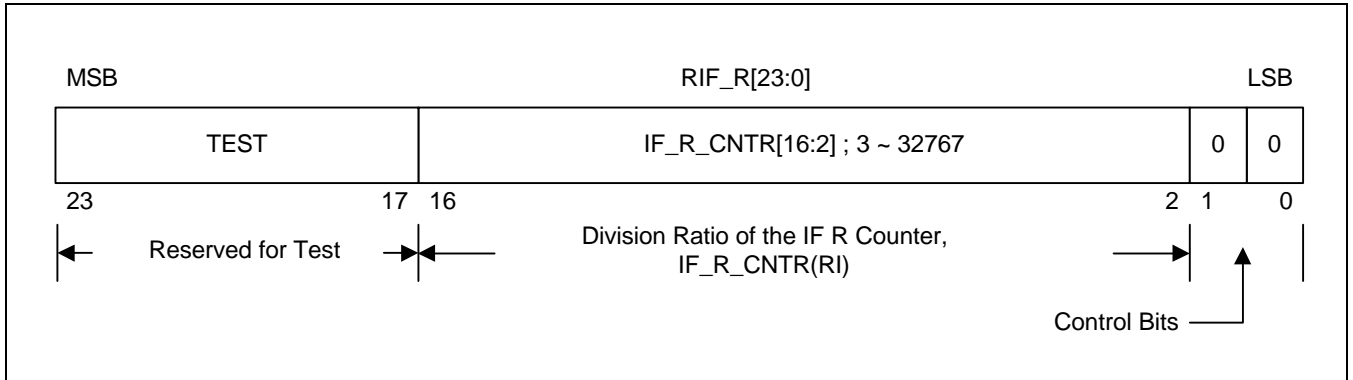 MSB RIF_R[23:0] LSB
TEST IF_R_CNTR[16:2] ; 3 ~ 32767 0 0
23 17 16 2 1 0
Reserved for Test Division Ratio of the IF R Counter,
IF_R_CNTR(RI)
Control Bits